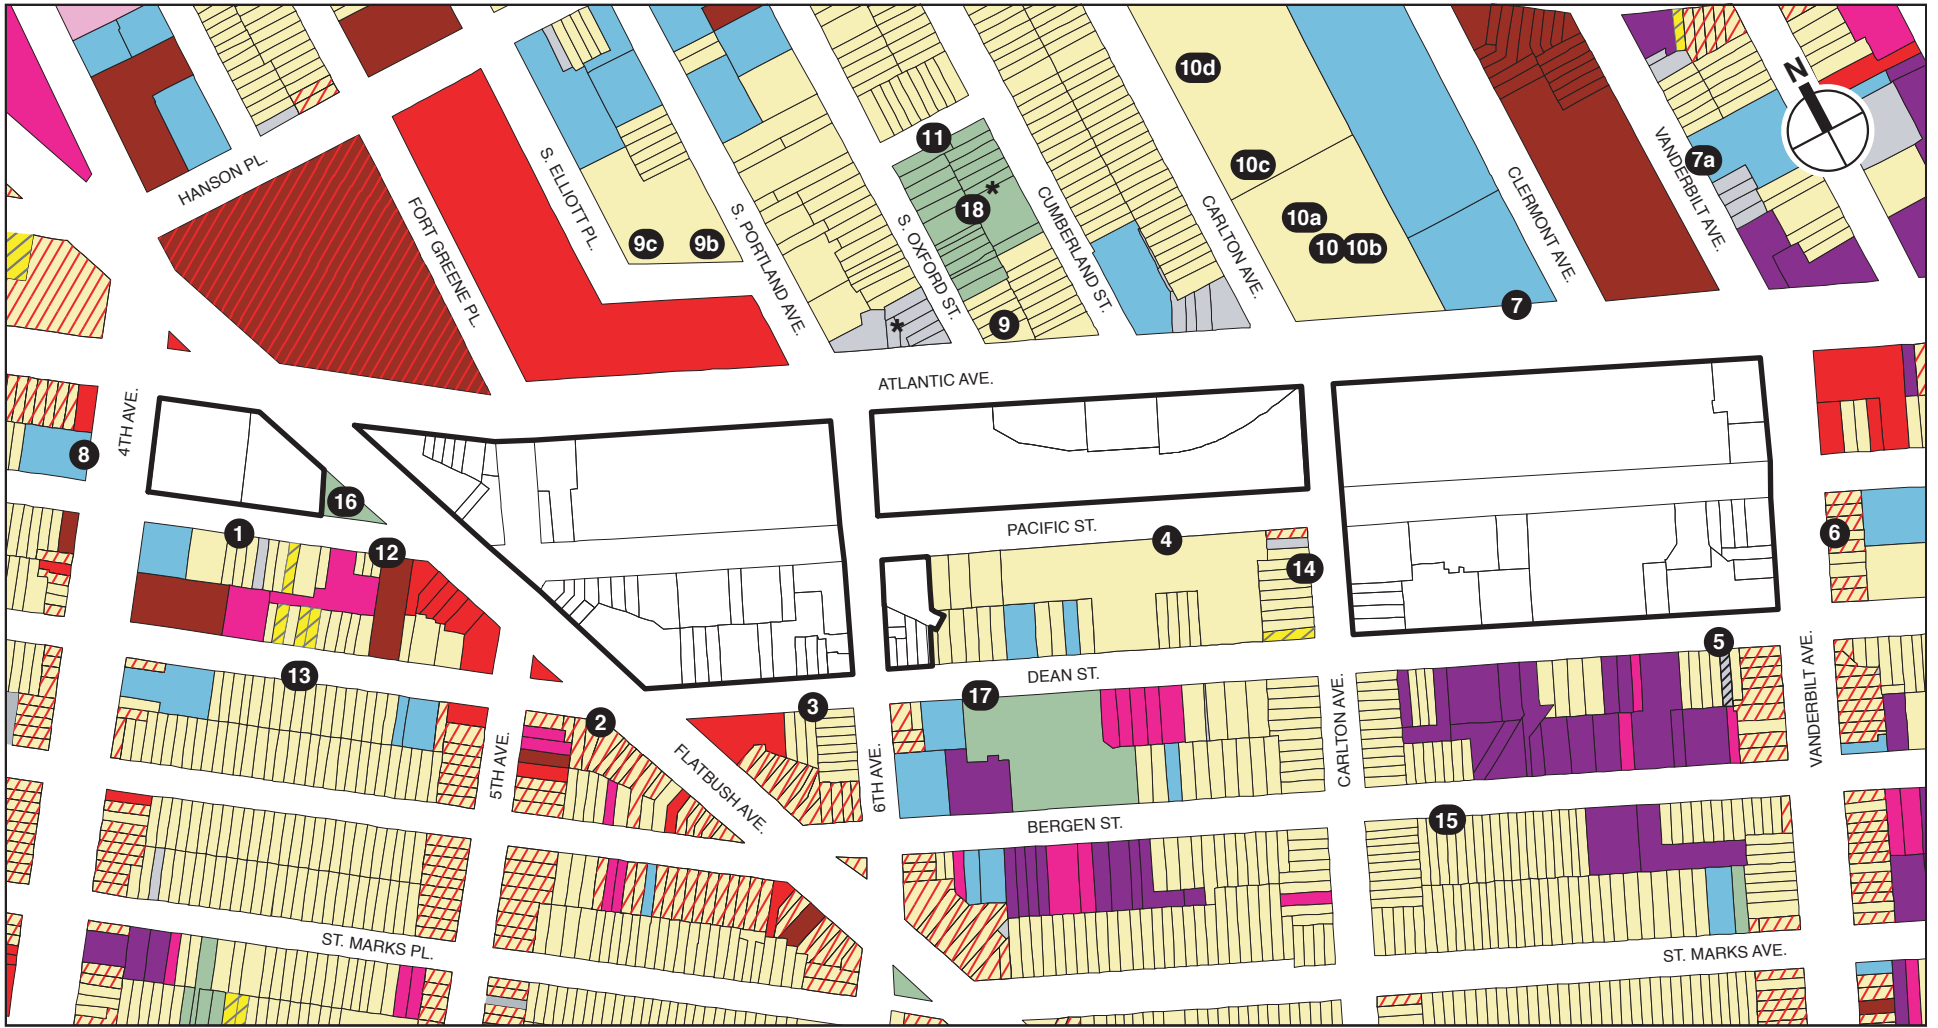 10d
N
11
VANDERBILT AVE.
7a
HANSON PL.
S. ELLIOTT PL.
10c
CLERMONT AVE.
*
18
CUMBERLAND ST.
CARLTON AVE.
FORT GREENE PL.
S. PORTLAND AVE.
S. OXFORD ST.
10a
9c
9b
10
10b
*
9
7
ATLANTIC AVE.
4TH AVE.
8
16
1
12
PACIFIC ST.
4
6
14
13
DEAN ST.
5
17
2
3
5TH AVE.
FLATBUSH AVE.
6TH AVE.
CARLTON AVE.
VANDERBILT AVE.
BERGEN ST.
15
ST. MARKS PL.
ST. MARKS AVE.